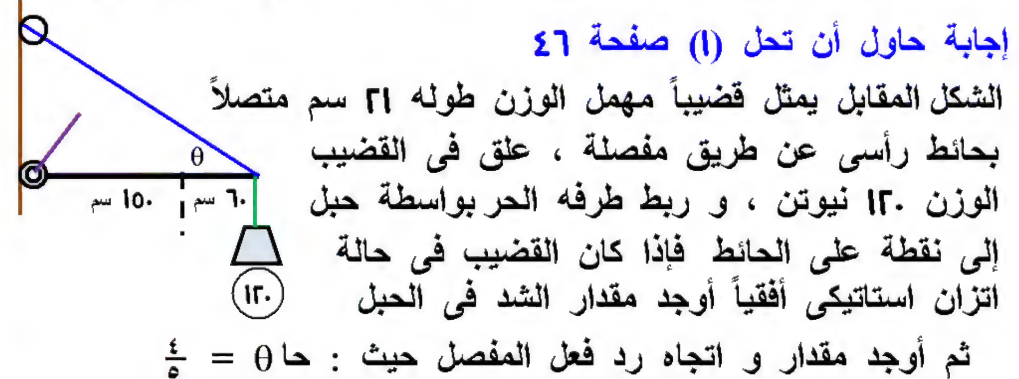 إجابة حاول أن تحل (١) صفحة ٤٦
الشكل المقابل يمثل قضيباً مهمل الوزن طوله ٢١ سم متصلاً
بحائط رأسى عن طريق مفصلة ، علق فى القضيب
الوزن ١٢٠ نيوتن ، و ربط طرفه الحر بواسطة حبل
إلى نقطة على الحائط فإذا كان القضيب فى حالة
اتزان استاتيكى أفقياً أوجد مقدار الشد فى الحبل
ثم أوجد مقدار و اتجاه رد فعل المفصل حيث : حا θ = ٤/٥
θ
٦٠ سم
١٥٠ سم
١٢٠